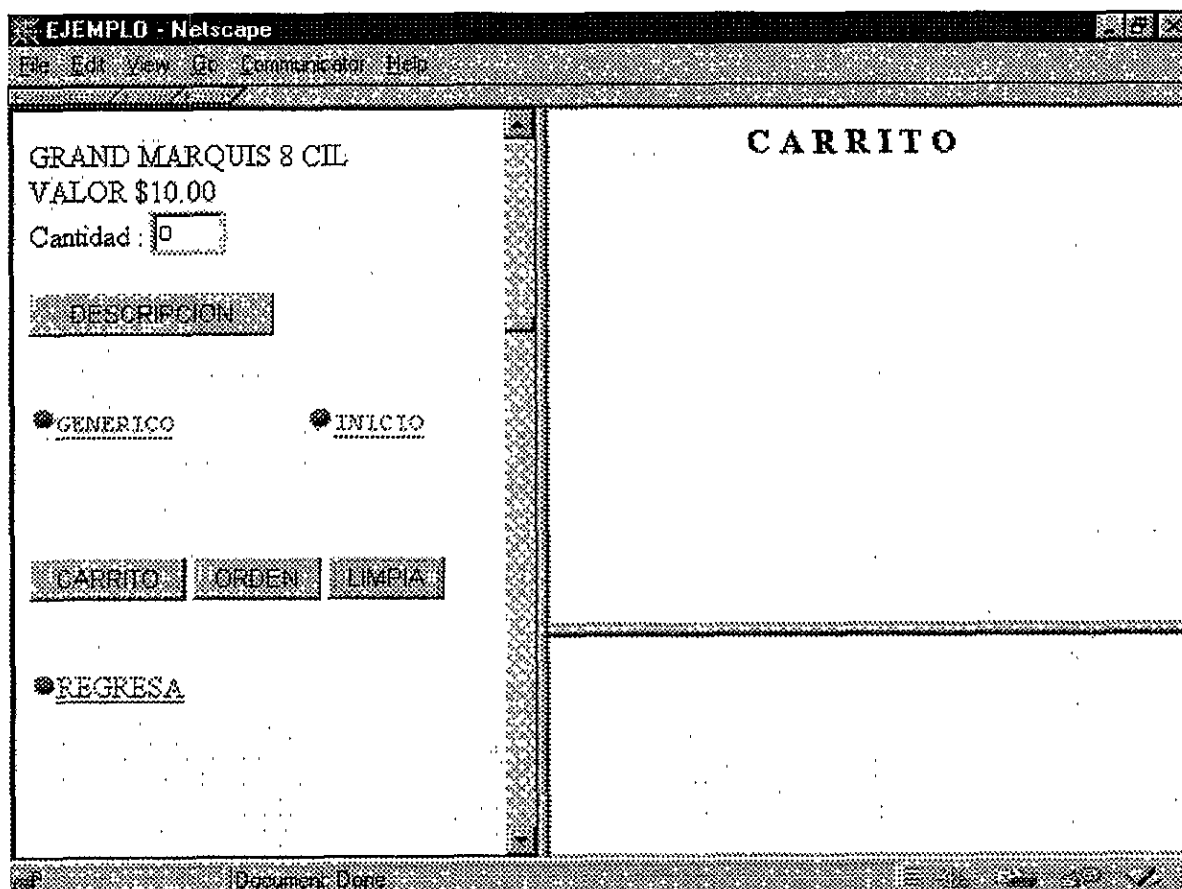 EJEMPLO - Netscape
File Edit View Go Communicator Help
GRAND MARQUIS 8 CIL
VALOR $10.00
Cantidad : 0
DESCRIPCION
GENERICO INICIO
CARRITO ORDEN LIMPIA
REGRESA
CARRITO
Document: Done